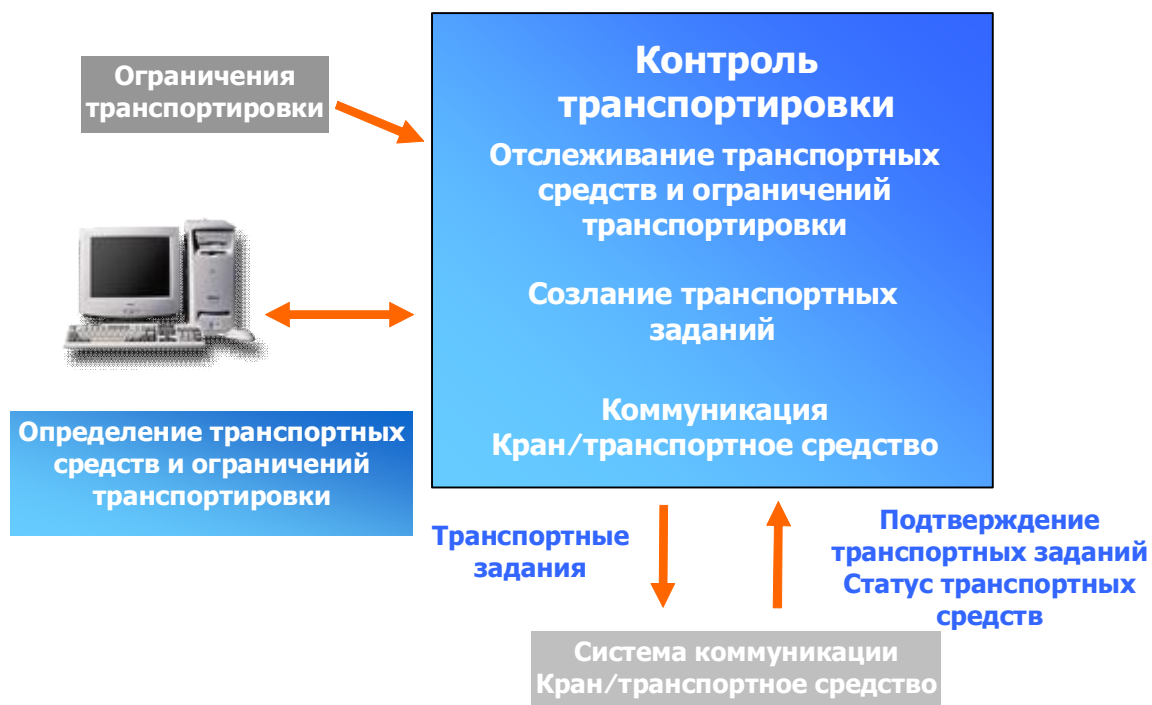 Ограничения
транспортировки
Контроль
транспортировки
Отслеживание транспортных
средств и ограничений
транспортировки
Созлание транспортных
заданий
Коммуникация
Кран/транспортное средство
Определение транспортных
средств и ограничений
транспортировки
Транспортные
задания
Подтверждение
транспортных заданий
Статус транспортных
средств
Система коммуникации
Кран/транспортное средство